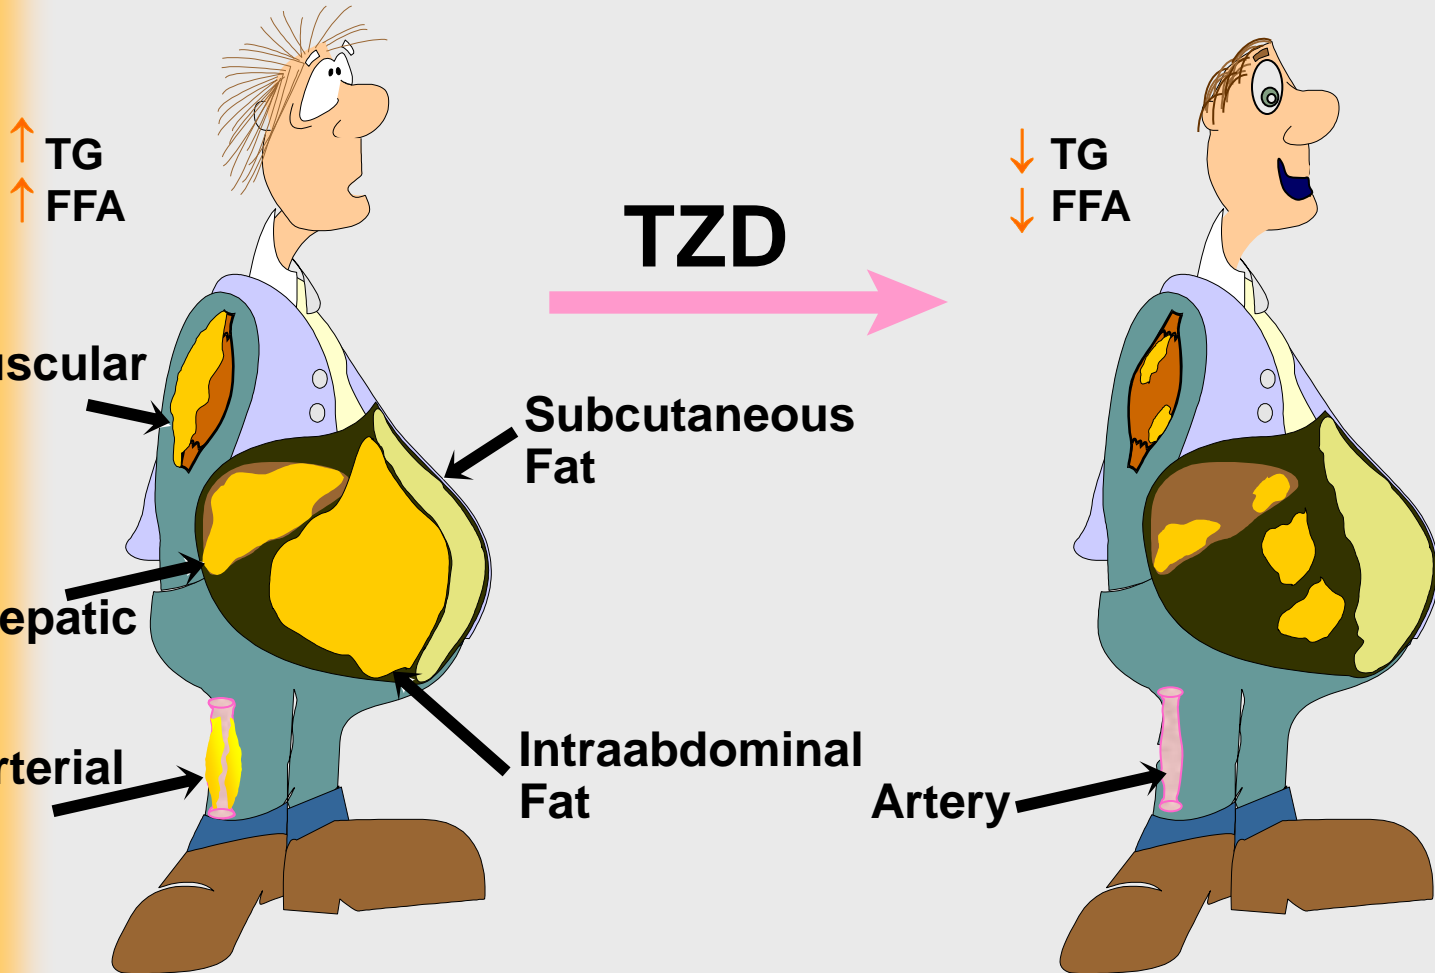 ↑ TG
↑ FFA
TZD
↓ TG
↓ FFA
uscular
Subcutaneous
Fat
epatic
Intraabdominal
Fat
rterial
Artery